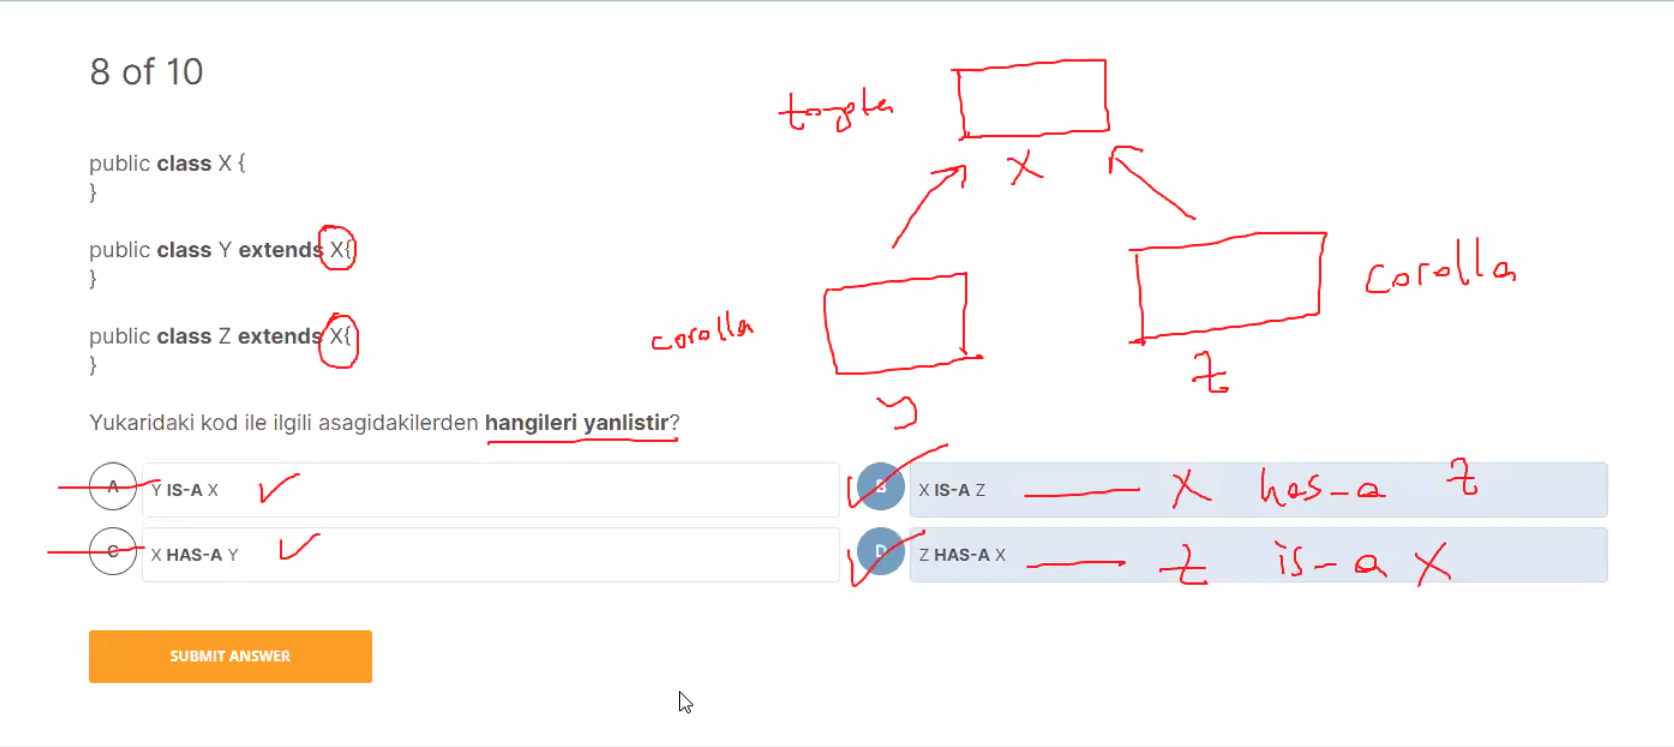 8 of 10
toyota
X
public class X {
}
public class Y extends X{
}
public class Z extends X{
}
corolla
corolla
Y
Z
Yukaridaki kod ile ilgili asagidakilerden hangileri yanlistir?
A Y IS-A X
B X IS-A Z X has-a Z
C X HAS-A Y
D Z HAS-A X Z is-a X
SUBMIT ANSWER